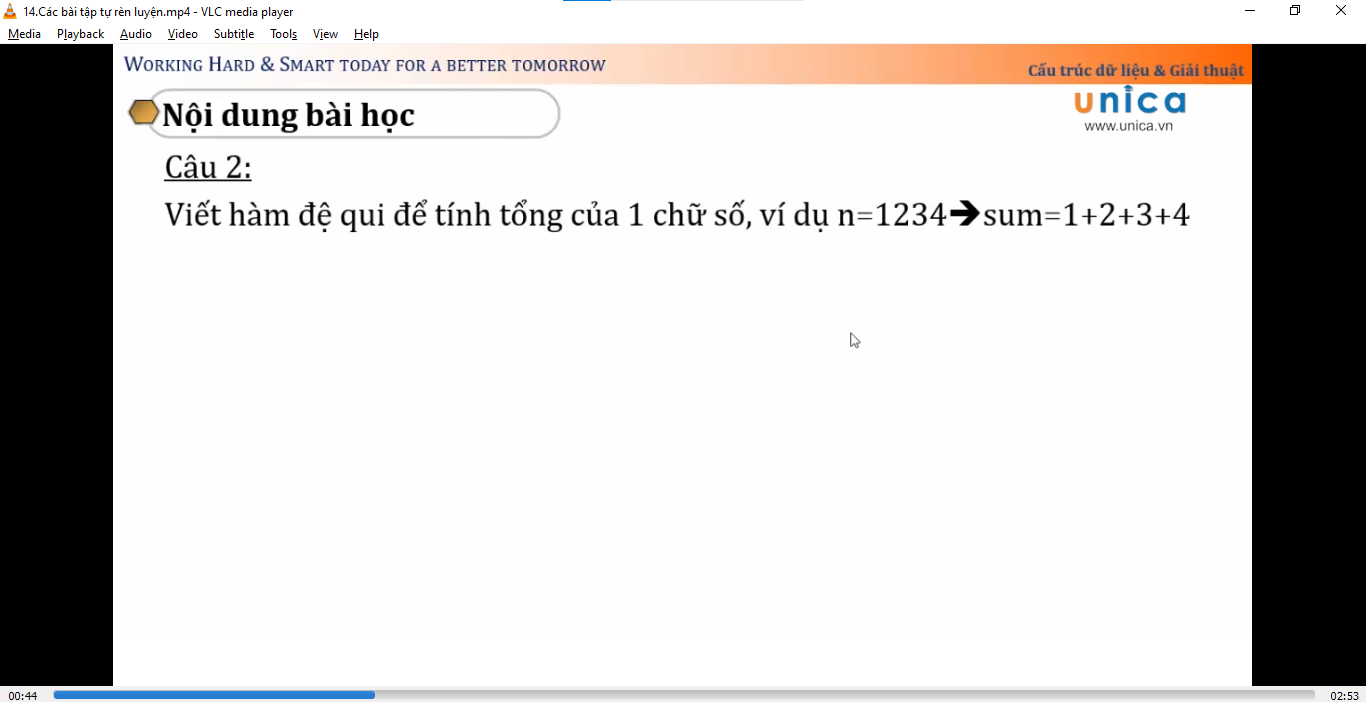 14.Các bài tập tự rèn luyện.mp4 - VLC media player
Media Playback Audio Video Subtitle Tools View Help
WORKING HARD & SMART TODAY FOR A BETTER TOMORROW
Cấu trúc dữ liệu & Giải thuật
Nội dung bài học
unica
www.unica.vn
Câu 2:
Viết hàm đệ qui để tính tổng của 1 chữ số, ví dụ n=1234➔sum=1+2+3+4
00:44
02:53